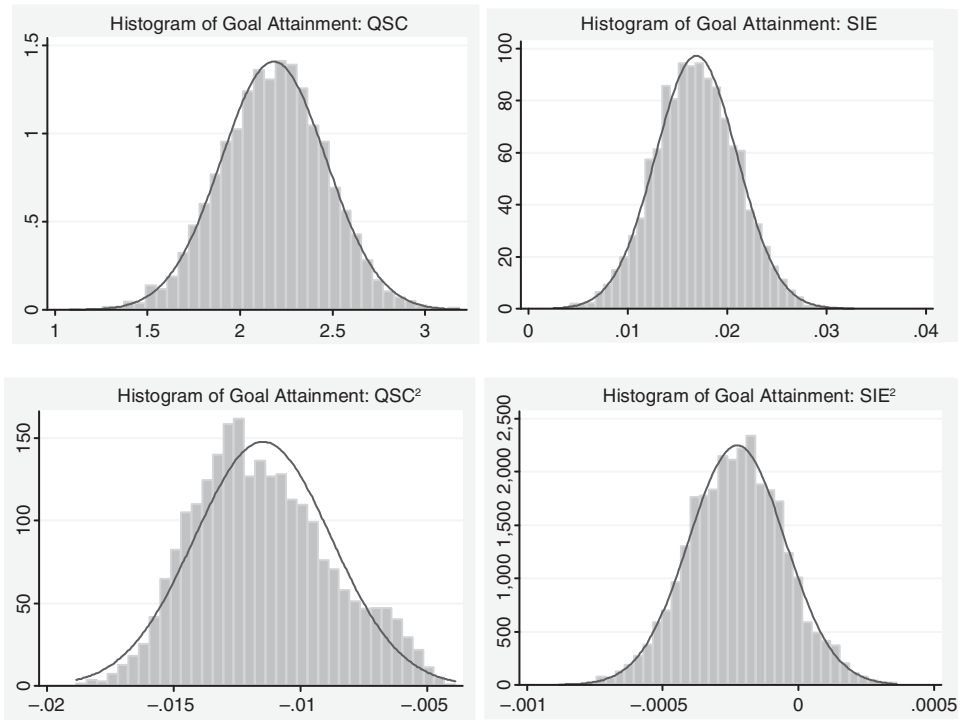 Histogram of Goal Attainment: QSC
1.5
1
.5
0
1 1.5 2 2.5 3
Histogram of Goal Attainment: SIE
100
80
60
40
20
0
0 .01 .02 .03 .04
Histogram of Goal Attainment: QSC²
150
100
50
0
–.02 –.015 –.01 –.005
Histogram of Goal Attainment: SIE²
2,500
2,000
1,500
1,000
500
0
–.001 –.0005 0 .0005